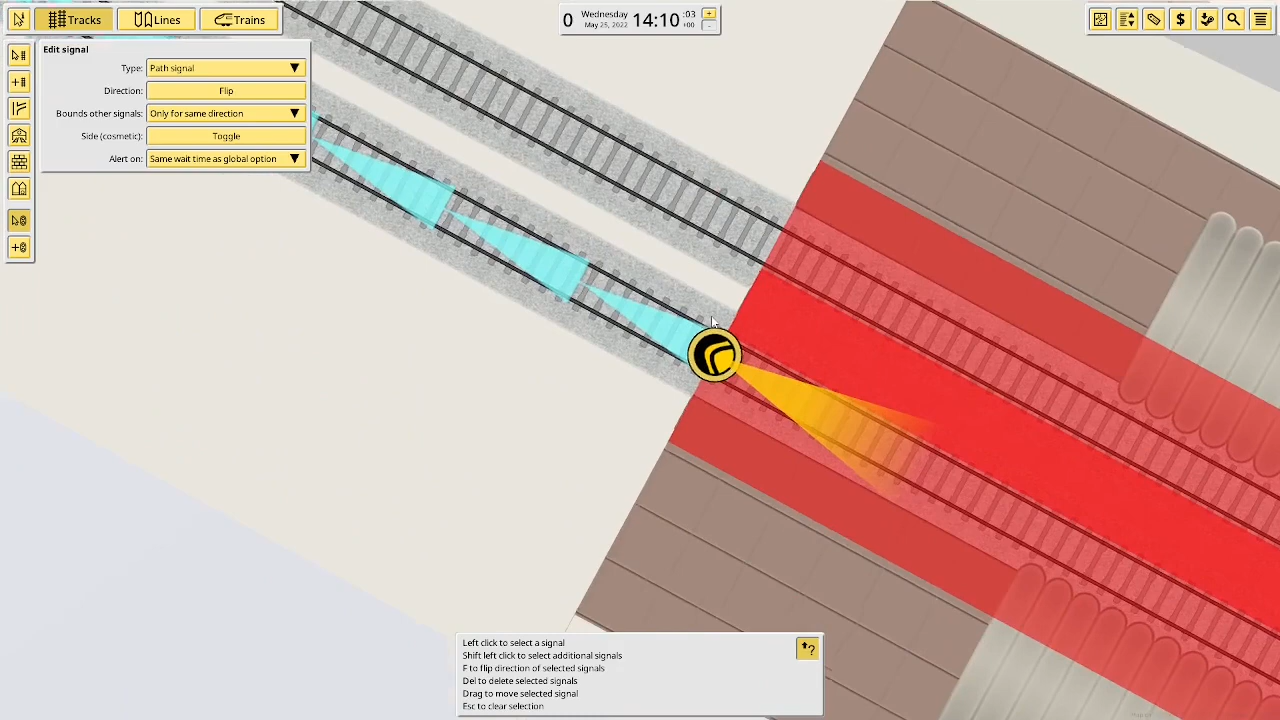 Tracks
Lines
Trains
0
Wednesday
May 25, 2022
14:10
:03
+00
+
-
$
Edit signal
Type:
Path signal
Direction:
Flip
Bounds other signals:
Only for same direction
Side (cosmetic):
Toggle
Alert on:
Same wait time as global option
Left click to select a signal
Shift left click to select additional signals
F to flip direction of selected signals
Del to delete selected signals
Drag to move selected signal
Esc to clear selection
?